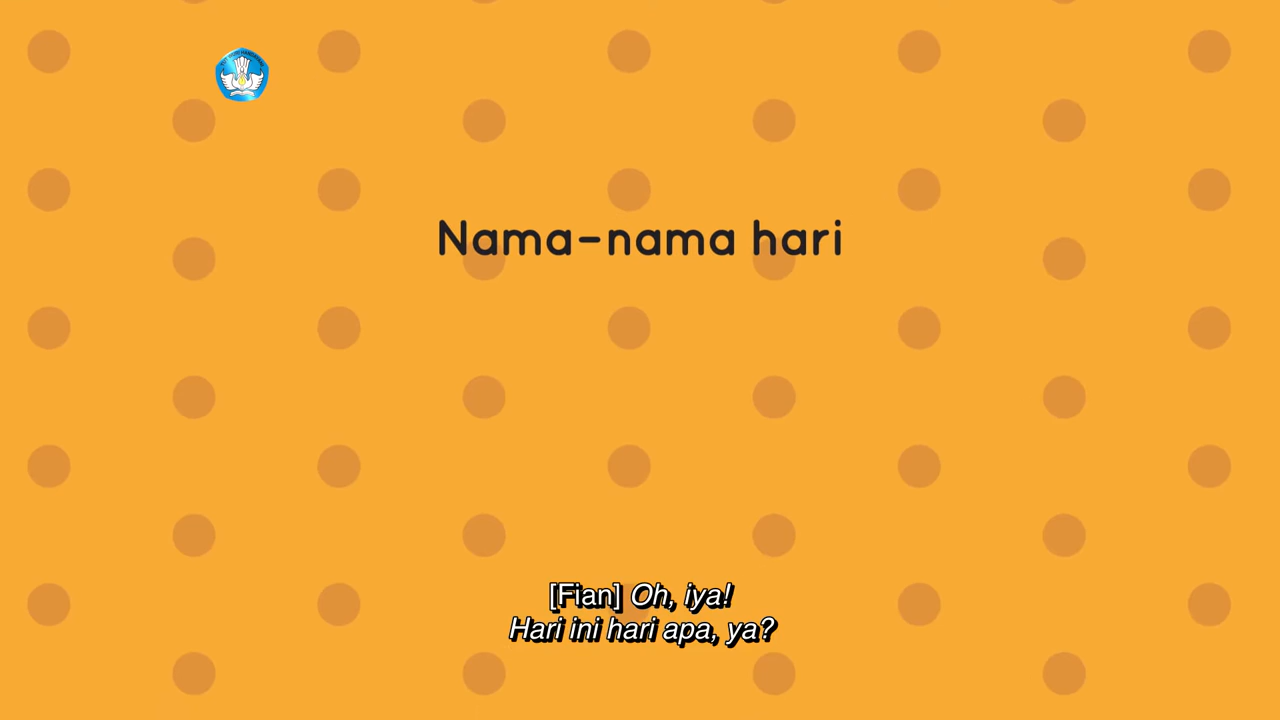 Nama-nama hari
[Fian] Oh, iya!
Hari ini hari apa, ya?